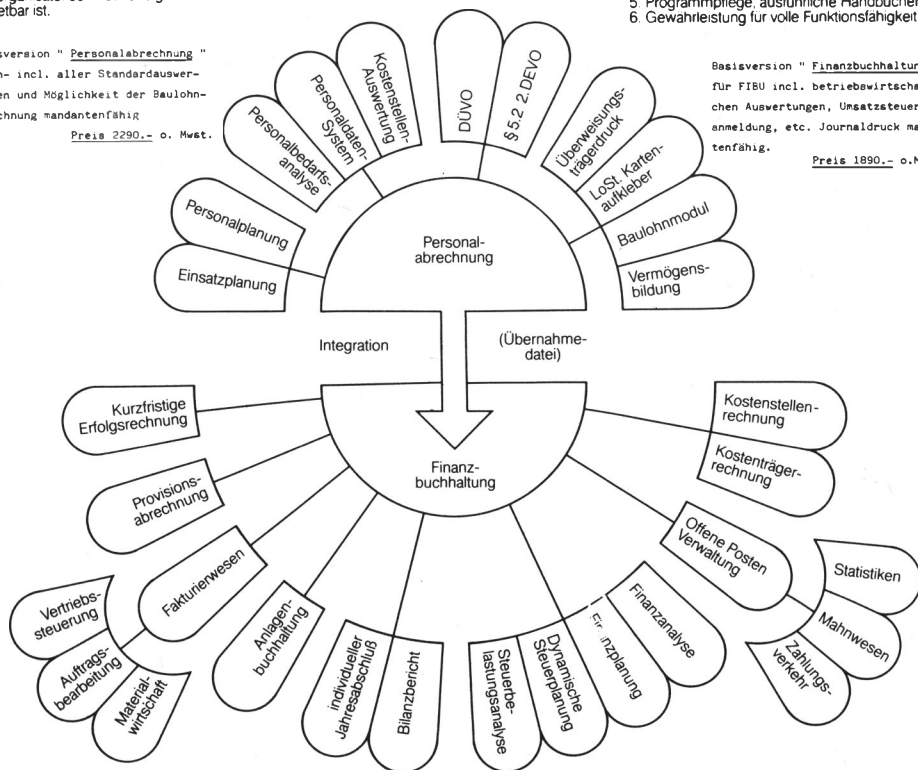 etbar ist.
5. Programmpflege, ausführliche Handbücher
6. Gewährleistung für volle Funktionsfähigkeit
sversion " Personalabrechnung "
n- incl. aller Standardauswer-
en und Möglichkeit der Baulohn-
chnung mandantenfähig
Preis 2290.- o. Mwst.
Basisversion " Finanzbuchhaltun
für FIBU incl. betriebswirtscha
chen Auswertungen, Umsatzsteuer
anmeldung, etc. Journaldruck ma
tenfähig.
Preis 1890.- o.M
Einsatzplanung
Personalplanung
Personalbedarfs-
analyse
Personaldaten-
System
Kostenstellen-
Auswertung
DÜVO
§ 5.2 2. DEVO
Überweisungs-
trägerdruck
LoSt. Karten-
aufkleber
Baulohnmodul
Vermögens-
bildung
Personal-
abrechnung
Integration
(Übernahme-
datei)
Finanz-
buchhaltung
Kurzfristige
Erfolgsrechnung
Provisions-
abrechnung
Fakturierwesen
Vertriebs-
steuerung
Auftrags-
bearbeitung
Material-
wirtschaft
Anlagen-
buchhaltung
individueller
Jahresabschluß
Bilanzbericht
Steuerbe-
lastungsanalyse
Dynamische
Steuerplanung
Finanzplanung
Finanzanalyse
Offene Posten
Verwaltung
Statistiken
Mahnwesen
Zahlungs-
verkehr
Kostenstellen-
rechnung
Kostenträger-
rechnung